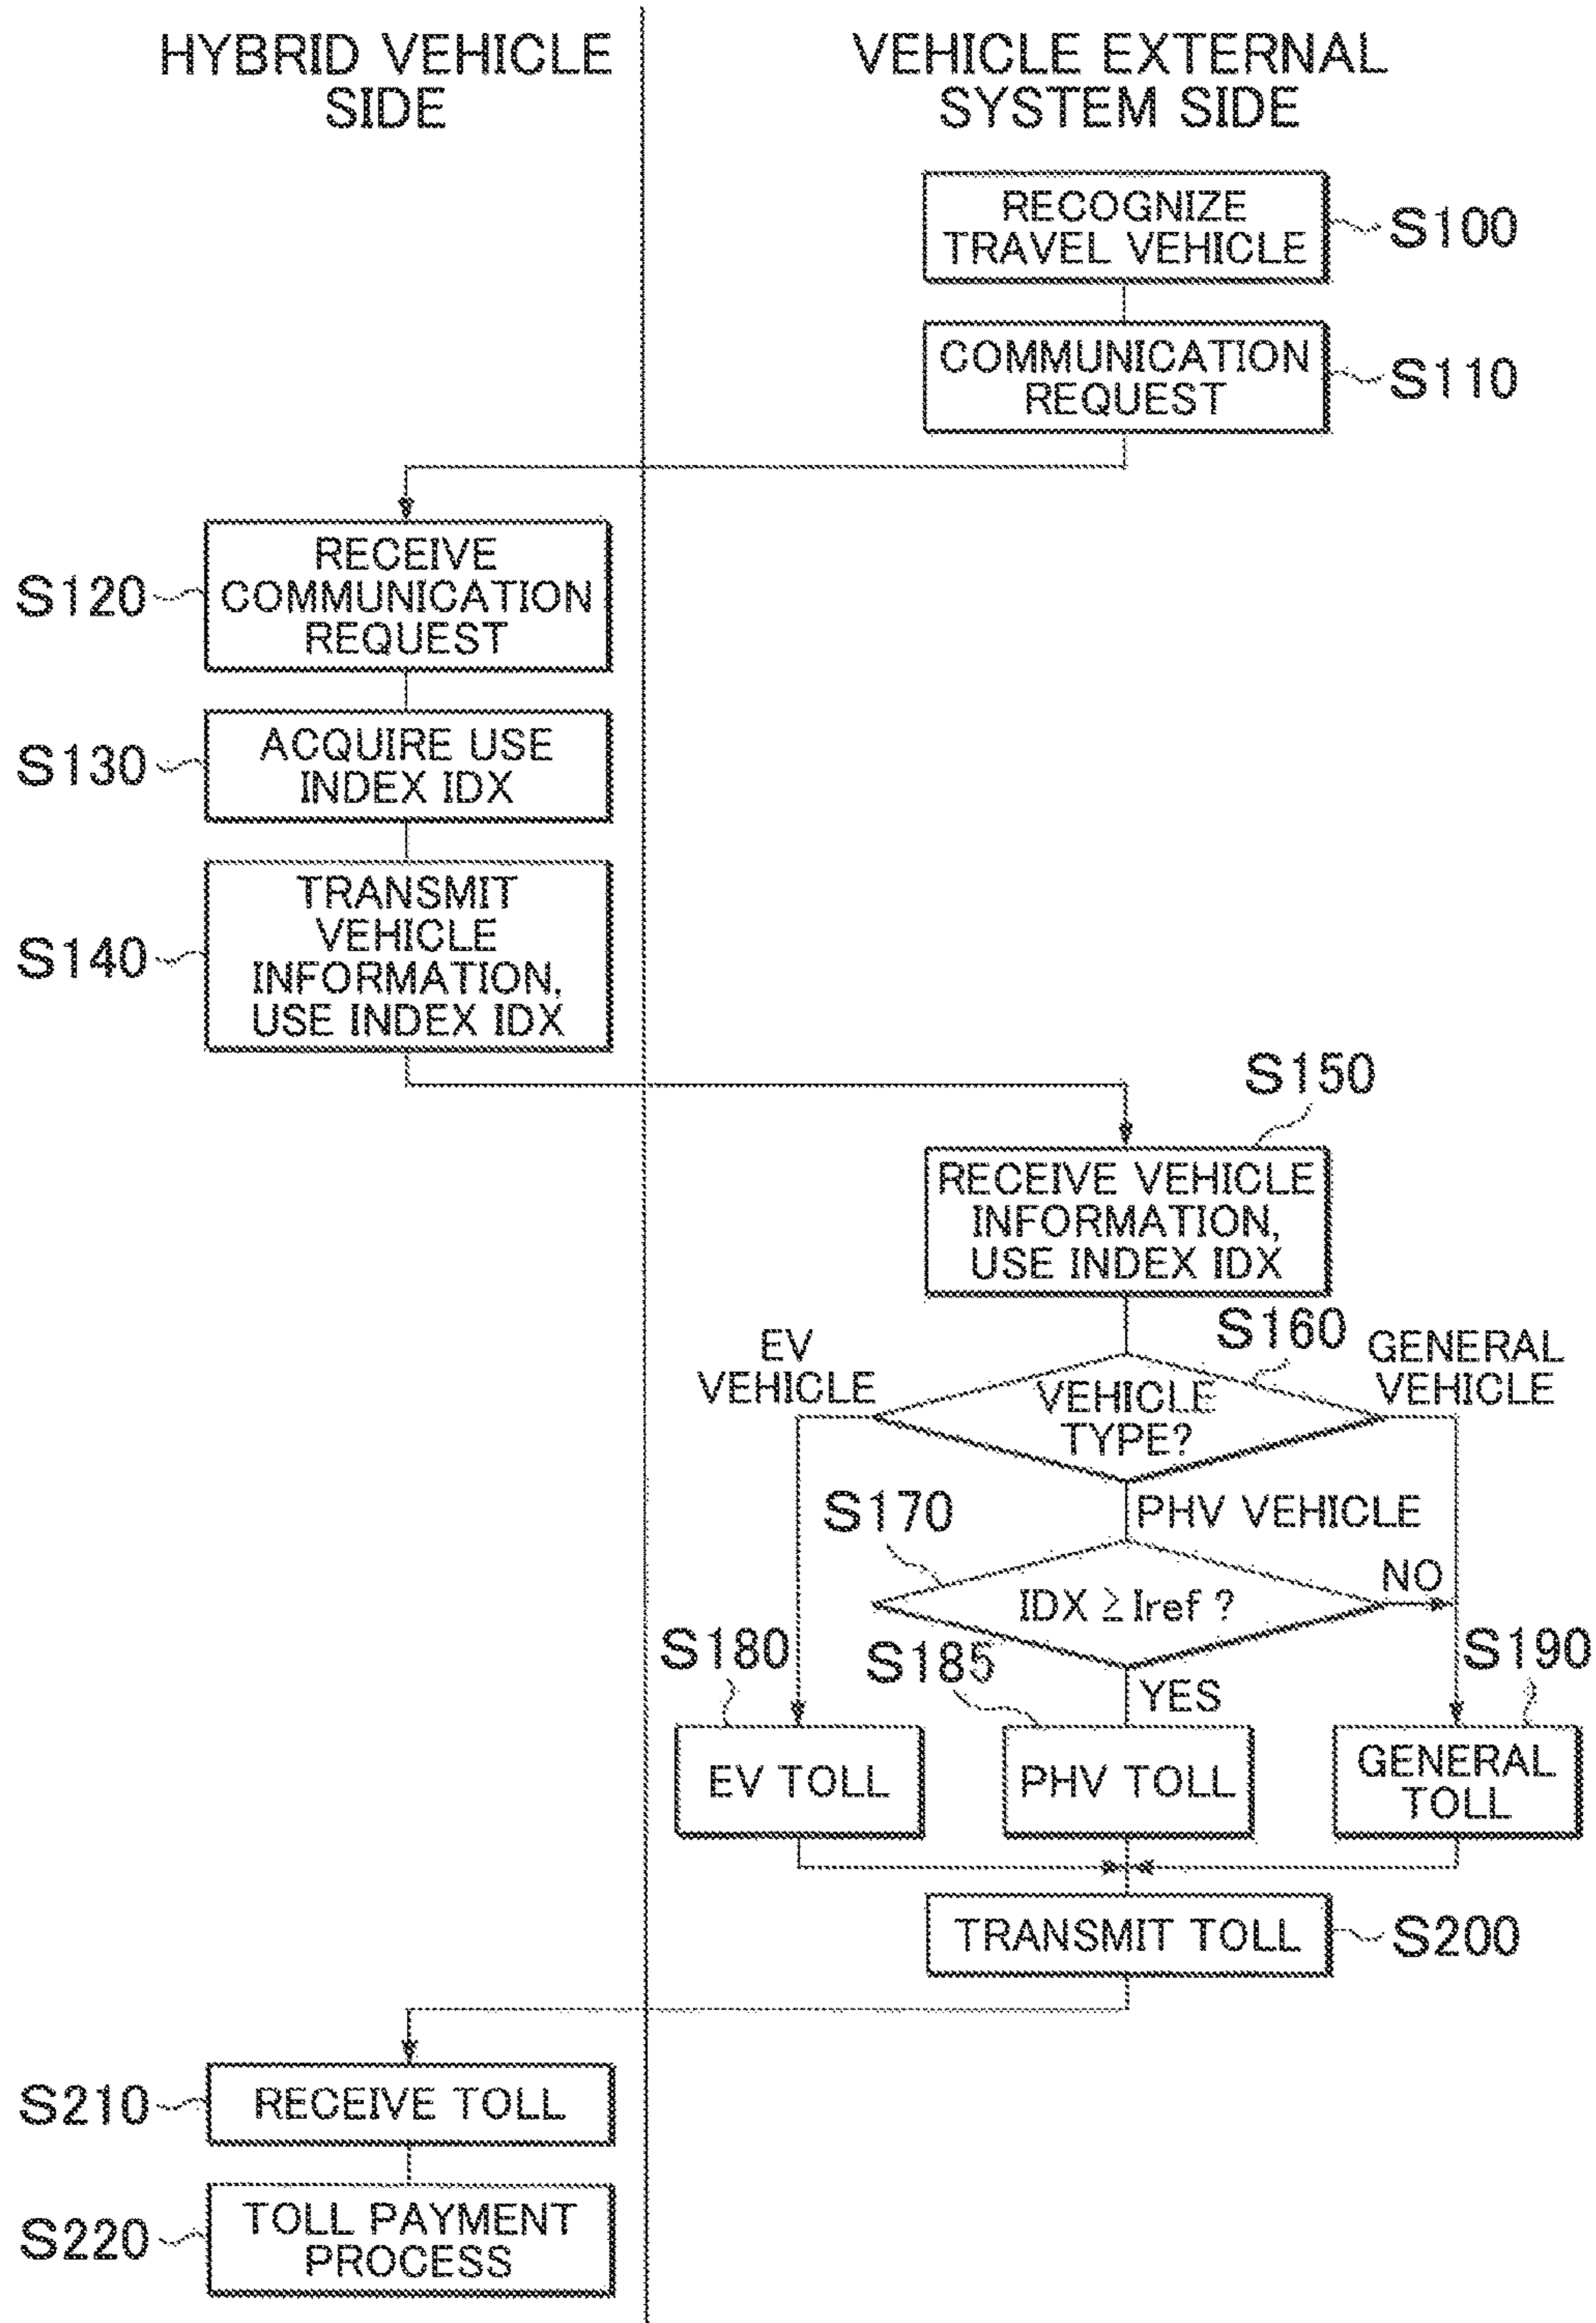 HYBRID VEHICLE
SIDE
VEHICLE EXTERNAL
SYSTEM SIDE
RECOGNIZE
TRAVEL VEHICLE
S100
COMMUNICATION
REQUEST
S110
S120
RECEIVE
COMMUNICATION
REQUEST
S130
ACQUIRE USE
INDEX IDX
S140
TRANSMIT
VEHICLE
INFORMATION,
USE INDEX IDX
S150
RECEIVE VEHICLE
INFORMATION,
USE INDEX IDX
S160
EV
VEHICLE
VEHICLE
TYPE?
GENERAL
VEHICLE
S170
PHV VEHICLE
IDX ≧ Iref ?
NO
S180
S185
YES
S190
EV TOLL
PHV TOLL
GENERAL
TOLL
TRANSMIT TOLL
S200
S210
RECEIVE TOLL
S220
TOLL PAYMENT
PROCESS